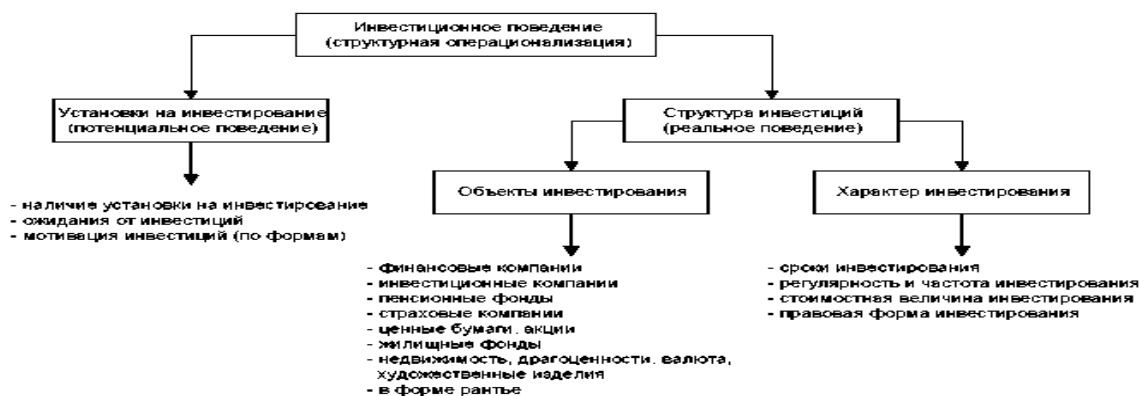 Инвестиционное поведение
(структурная операционализация)
Установки на инвестирование
(потенциальное поведение)
Структура инвестиций
(реальное поведение)
- наличие установки на инвестирование
- ожидания от инвестиций
- мотивация инвестиций (по формам)
Объекты инвестирования
Характер инвестирования
- финансовые компании
- инвестиционные компании
- пенсионные фонды
- страховые компании
- ценные бумаги. акции
- жилищные фонды
- недвижимость, драгоценности. валюта,
художественные изделия
- в форме рантье
- сроки инвестирования
- регулярность и частота инвестирования
- стоимостная величина инвестирования
- правовая форма инвестирования